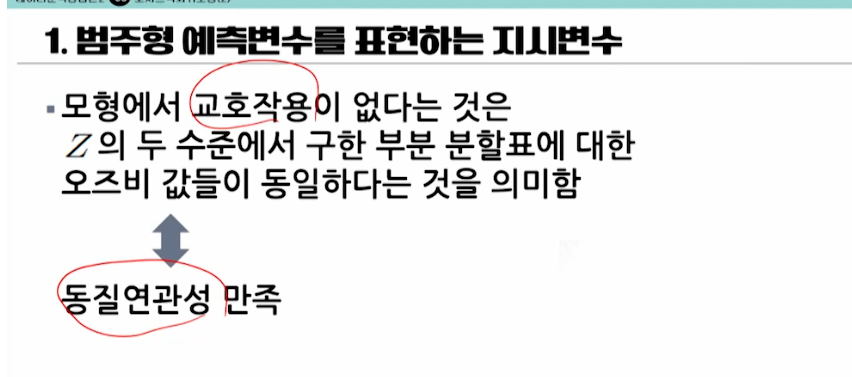 1. 범주형 예측변수를 표현하는 지시변수
▪ 모형에서 교호작용이 없다는 것은
Z의 두 수준에서 구한 부분 분할표에 대한
오즈비 값들이 동일하다는 것을 의미함
동질연관성 만족